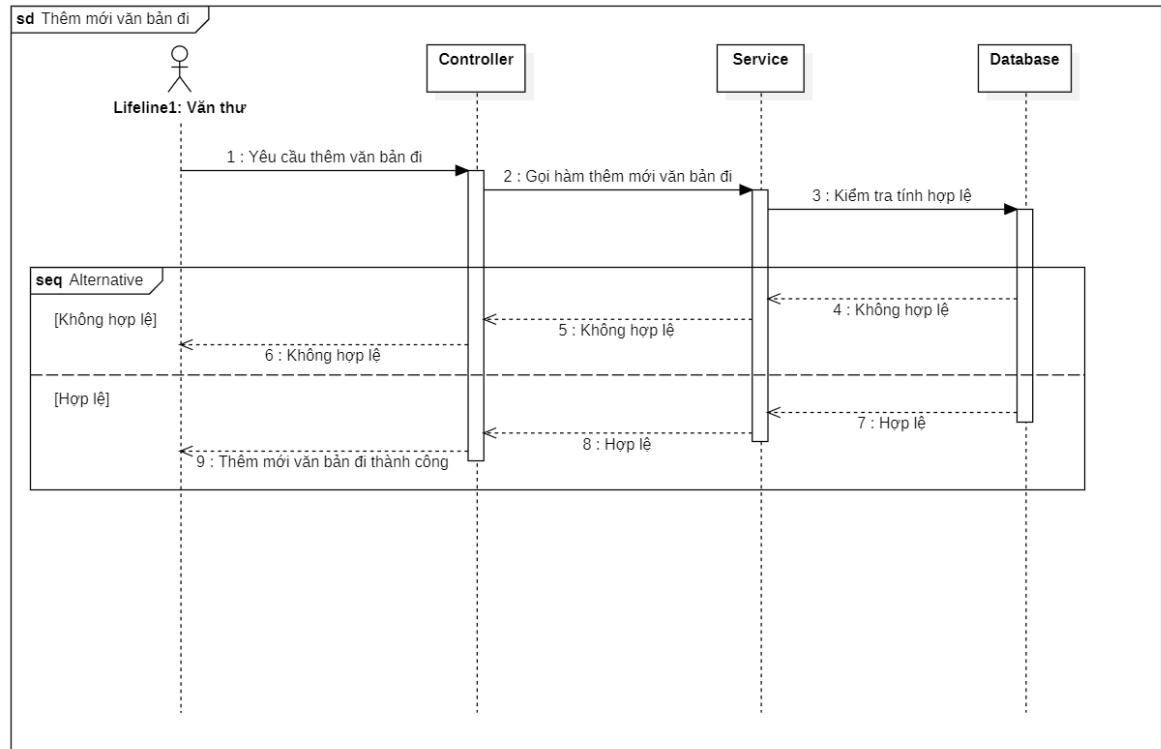 sd Thêm mới văn bản đi
Controller
Service
Database
Lifeline1: Văn thư
1 : Yêu cầu thêm văn bản đi
2 : Gọi hàm thêm mới văn bản đi
3 : Kiểm tra tính hợp lệ
seq Alternative
[Không hợp lệ]
4 : Không hợp lệ
5 : Không hợp lệ
6 : Không hợp lệ
[Hợp lệ]
7 : Hợp lệ
8 : Hợp lệ
9 : Thêm mới văn bản đi thành công